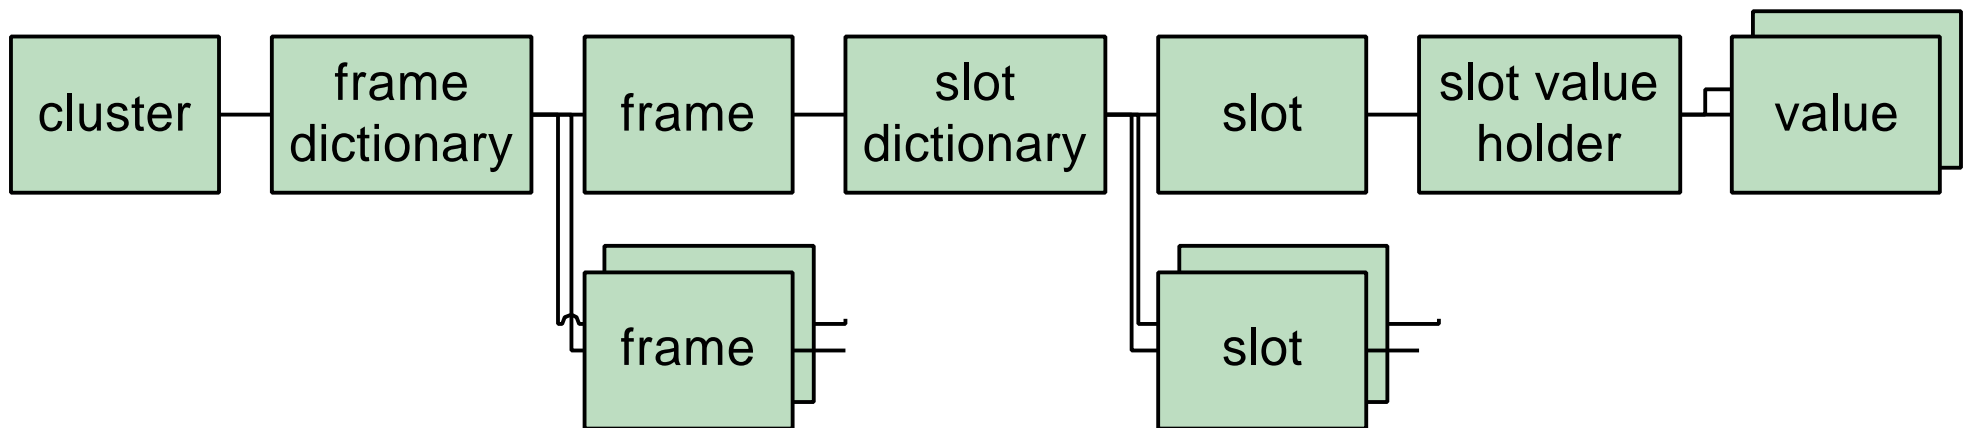 cluster
frame
dictionary
frame
slot
dictionary
slot
slot value
holder
value
frame
slot